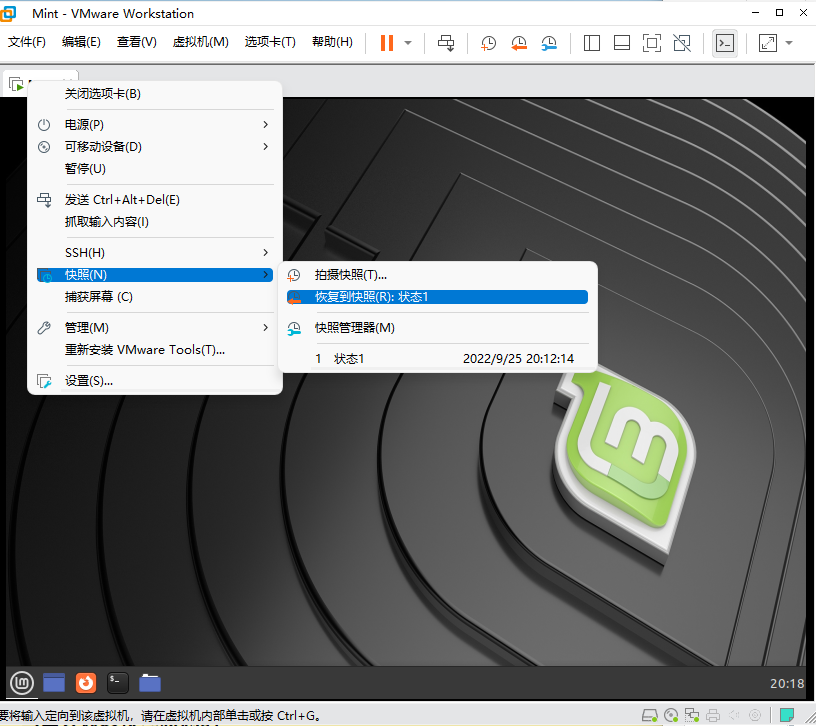 Mint - VMware Workstation
文件(F) 编辑(E) 查看(V) 虚拟机(M) 选项卡(T) 帮助(H)
关闭选项卡(B)
电源(P)
可移动设备(D)
暂停(U)
发送 Ctrl+Alt+Del(E)
抓取输入内容(I)
SSH(H)
快照(N)
拍摄快照(T)...
捕获屏幕 (C)
恢复到快照(R): 状态1
管理(M)
快照管理器(M)
重新安装 VMware Tools(T)...
1 状态1 2022/9/25 20:12:14
设置(S)...
20:18
要将输入定向到该虚拟机，请在虚拟机内部单击或按 Ctrl+G。